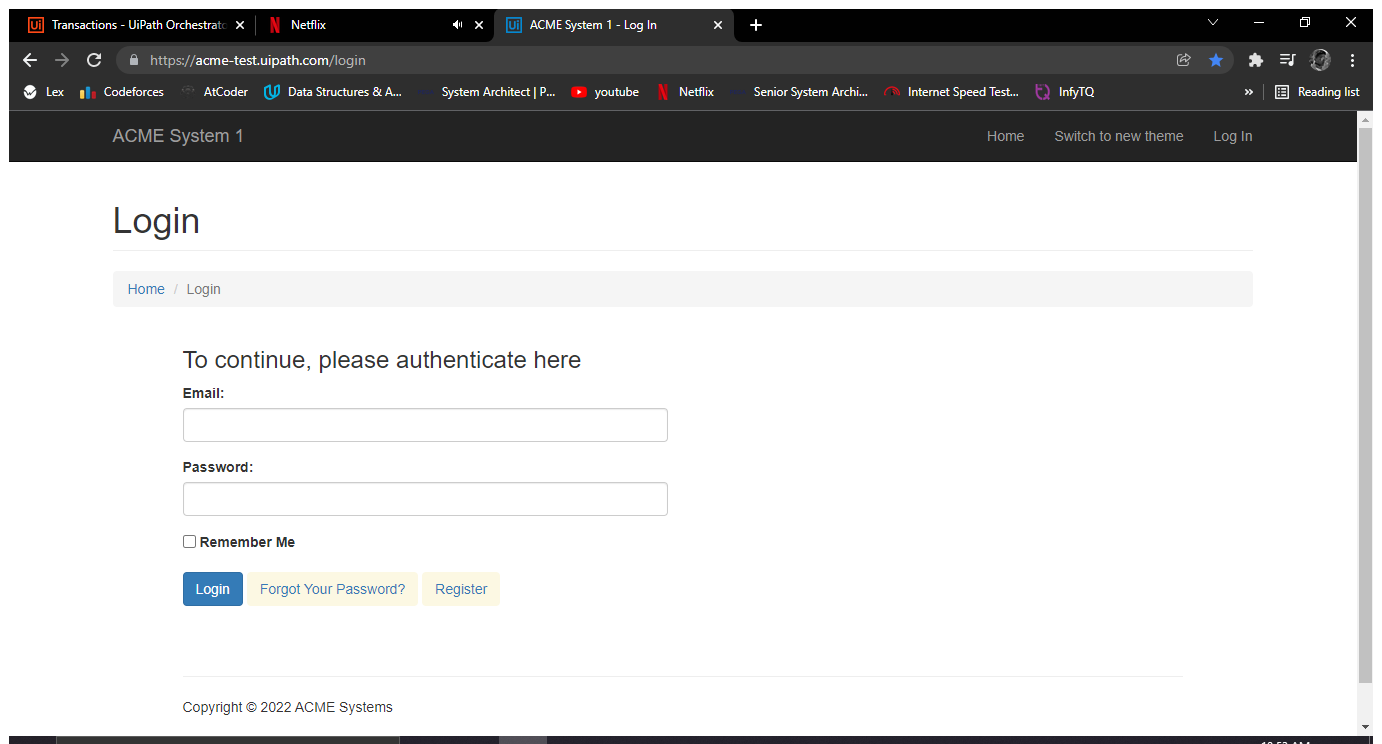 Transactions - UiPath Orchestrato Netflix ACME System 1 - Log In
https://acme-test.uipath.com/login
Lex Codeforces AtCoder Data Structures & A... System Architect | P... youtube Netflix Senior System Archi... Internet Speed Test... InfyTQ » Reading list
ACME System 1 Home Switch to new theme Log In
Login
Home / Login
To continue, please authenticate here
Email:
Password:
Remember Me
Login Forgot Your Password? Register
Copyright © 2022 ACME Systems